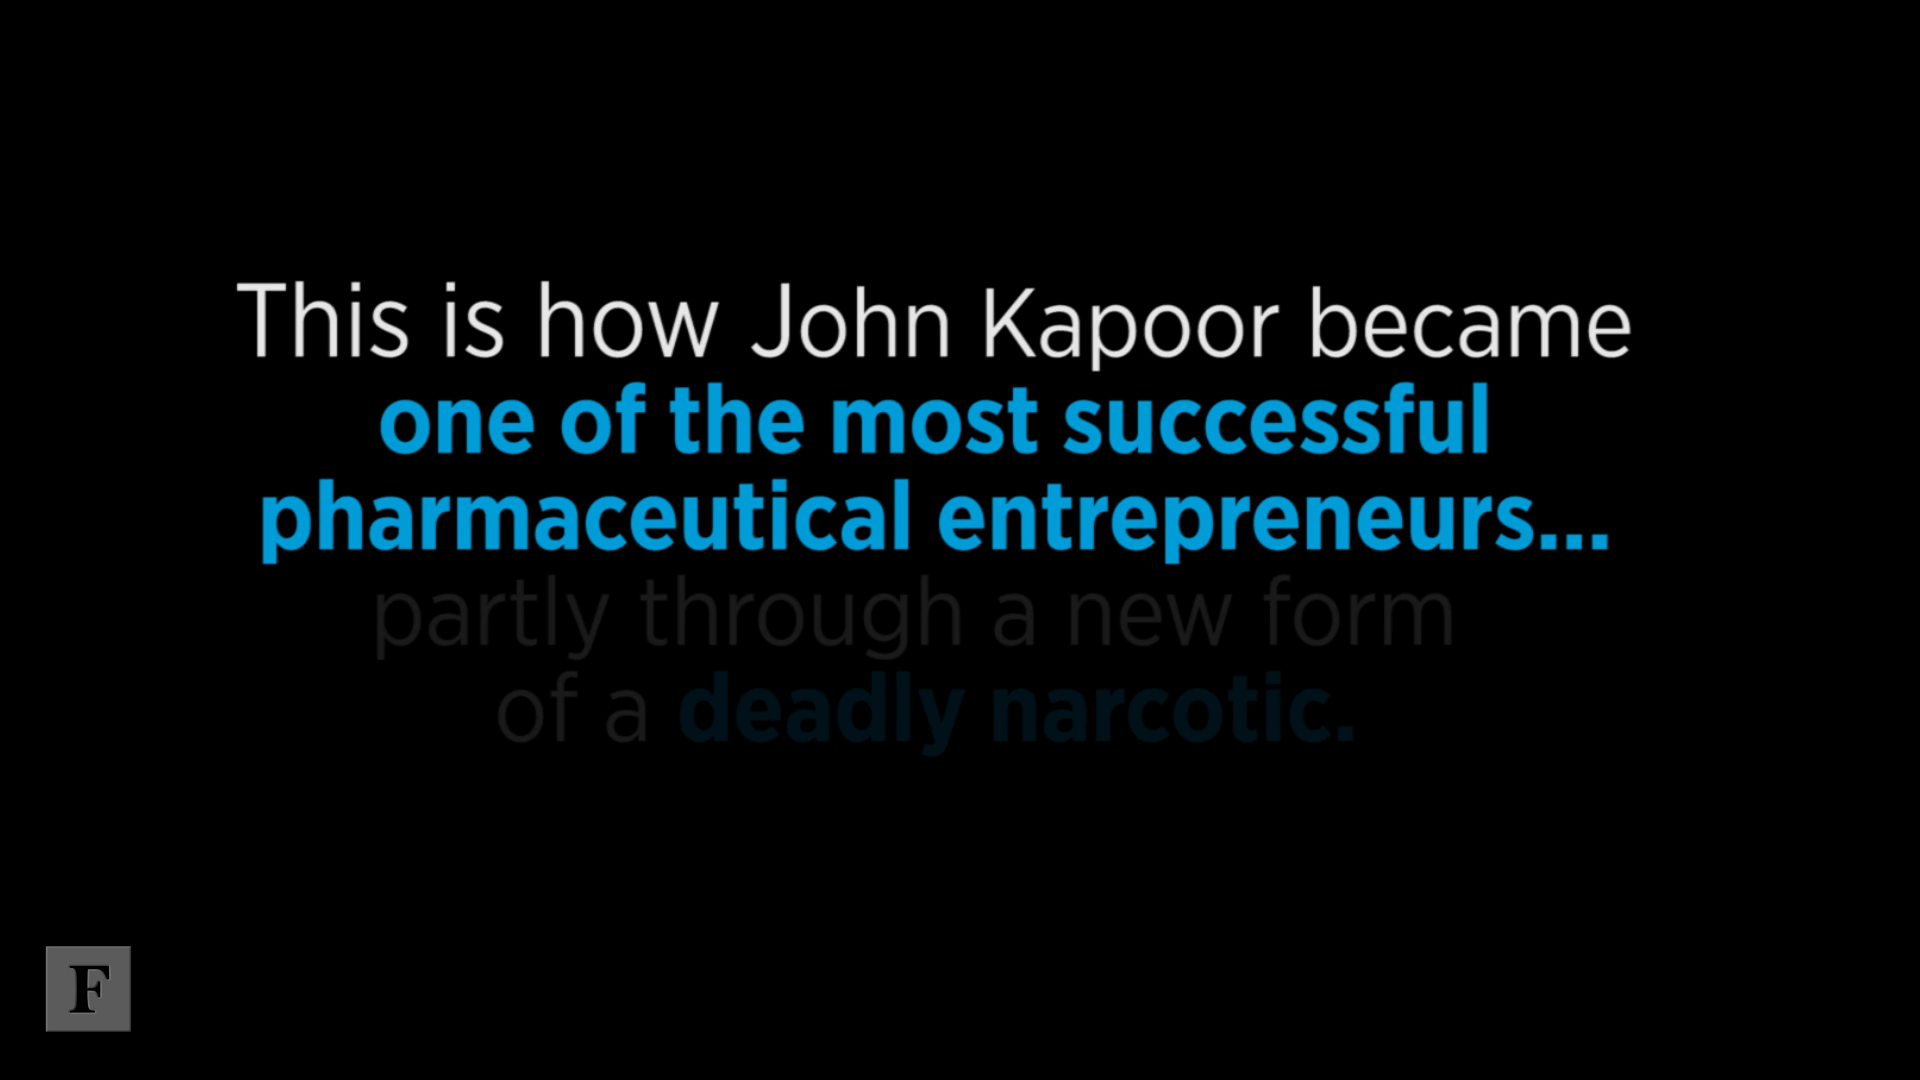 This is how John Kapoor became
one of the most successful
pharmaceutical entrepreneurs...
partly through a new form
of a deadly narcotic.
F